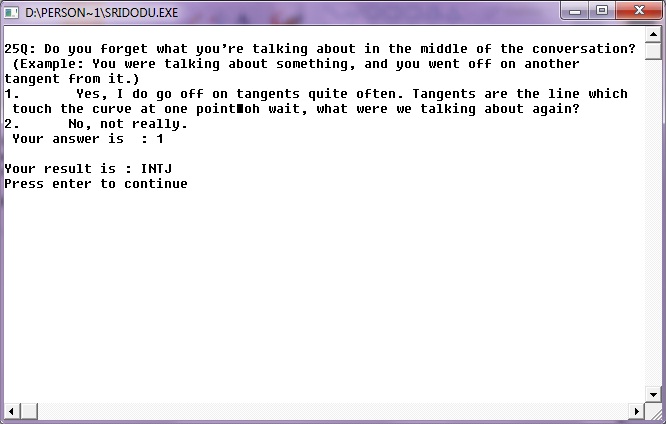 D:\PERSON~1\SRIDODU.EXE
25Q: Do you forget what you're talking about in the middle of the conversation?
(Example: You were talking about something, and you went off on another
tangent from it.)
1. Yes, I do go off on tangents quite often. Tangents are the line which
touch the curve at one point■oh wait, what were we talking about again?
2. No, not really.
Your answer is : 1
Your result is : INTJ
Press enter to continue